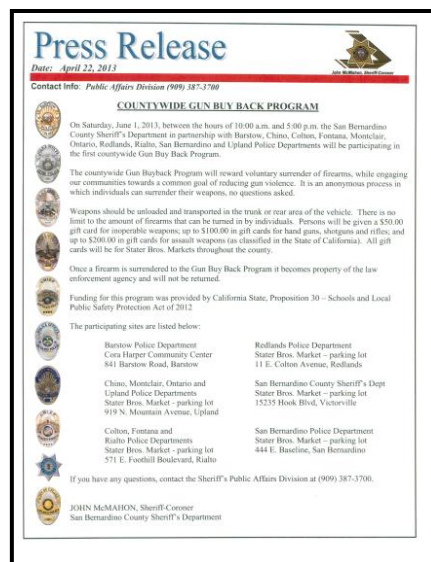 Press Release
John McMahon, Sheriff-Coroner
Date: April 22, 2013
Contact Info: Public Affairs Division (909) 387-3700
COUNTYWIDE GUN BUY BACK PROGRAM
On Saturday, June 1, 2013, between the hours of 10:00 a.m. and 5:00 p.m. the San Bernardino
County Sheriff's Department in partnership with Barstow, Chino, Colton, Fontana, Montclair,
Ontario, Redlands, Rialto, San Bernardino and Upland Police Departments will be participating in
the first countywide Gun Buy Back Program.
The countywide Gun Buyback Program will reward voluntary surrender of firearms, while engaging
our communities towards a common goal of reducing gun violence. It is an anonymous process in
which individuals can surrender their weapons, no questions asked.
Weapons should be unloaded and transported in the trunk or rear area of the vehicle. There is no
limit to the amount of firearms that can be turned in by individuals. Persons will be given a $50.00
gift card for inoperable weapons; up to $100.00 in gift cards for hand guns, shotguns and rifles; and
up to $200.00 in gift cards for assault weapons (as classified in the State of California). All gift
cards will be for Stater Bros. Markets throughout the county.
Once a firearm is surrendered to the Gun Buy Back Program it becomes property of the law
enforcement agency and will not be returned.
Funding for this program was provided by California State, Proposition 30 – Schools and Local
Public Safety Protection Act of 2012
The participating sites are listed below:
Barstow Police Department
Cora Harper Community Center
841 Barstow Road, Barstow
Redlands Police Department
Stater Bros. Market – parking lot
11 E. Colton Avenue, Redlands
Chino, Montclair, Ontario and
Upland Police Departments
Stater Bros. Market - parking lot
919 N. Mountain Avenue, Upland
San Bernardino County Sheriff's Dept
Stater Bros. Market – parking lot
15235 Hook Blvd, Victorville
Colton, Fontana and
Rialto Police Departments
Stater Bros. Market - parking lot
571 E. Foothill Boulevard, Rialto
San Bernardino Police Department
Stater Bros. Market – parking lot
444 E. Baseline, San Bernardino
If you have any questions, contact the Sheriff's Public Affairs Division at (909) 387-3700.
JOHN McMAHON, Sheriff-Coroner
San Bernardino County Sheriff's Department